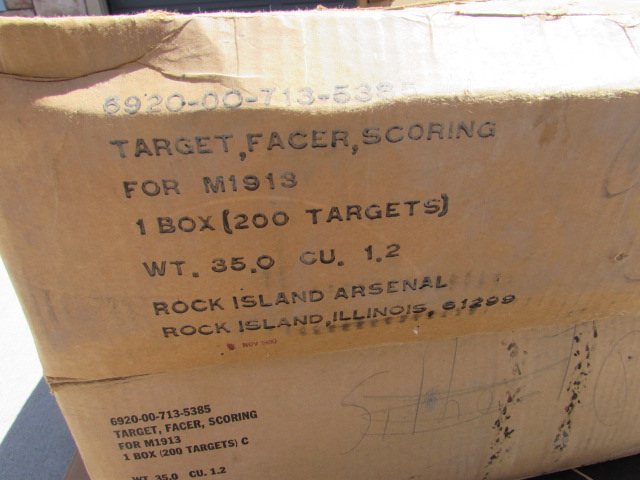 6920-00-713-5385
TARGET, FACER, SCORING
FOR M1913
1 BOX (200 TARGETS)
WT. 35.0 CU. 1.2
ROCK ISLAND ARSENAL
ROCK ISLAND, ILLINOIS, 61299
NOV
6920-00-713-5385
TARGET, FACER, SCORING
FOR M1913
1 BOX (200 TARGETS) C
WT. 35.0 CU. 1.2